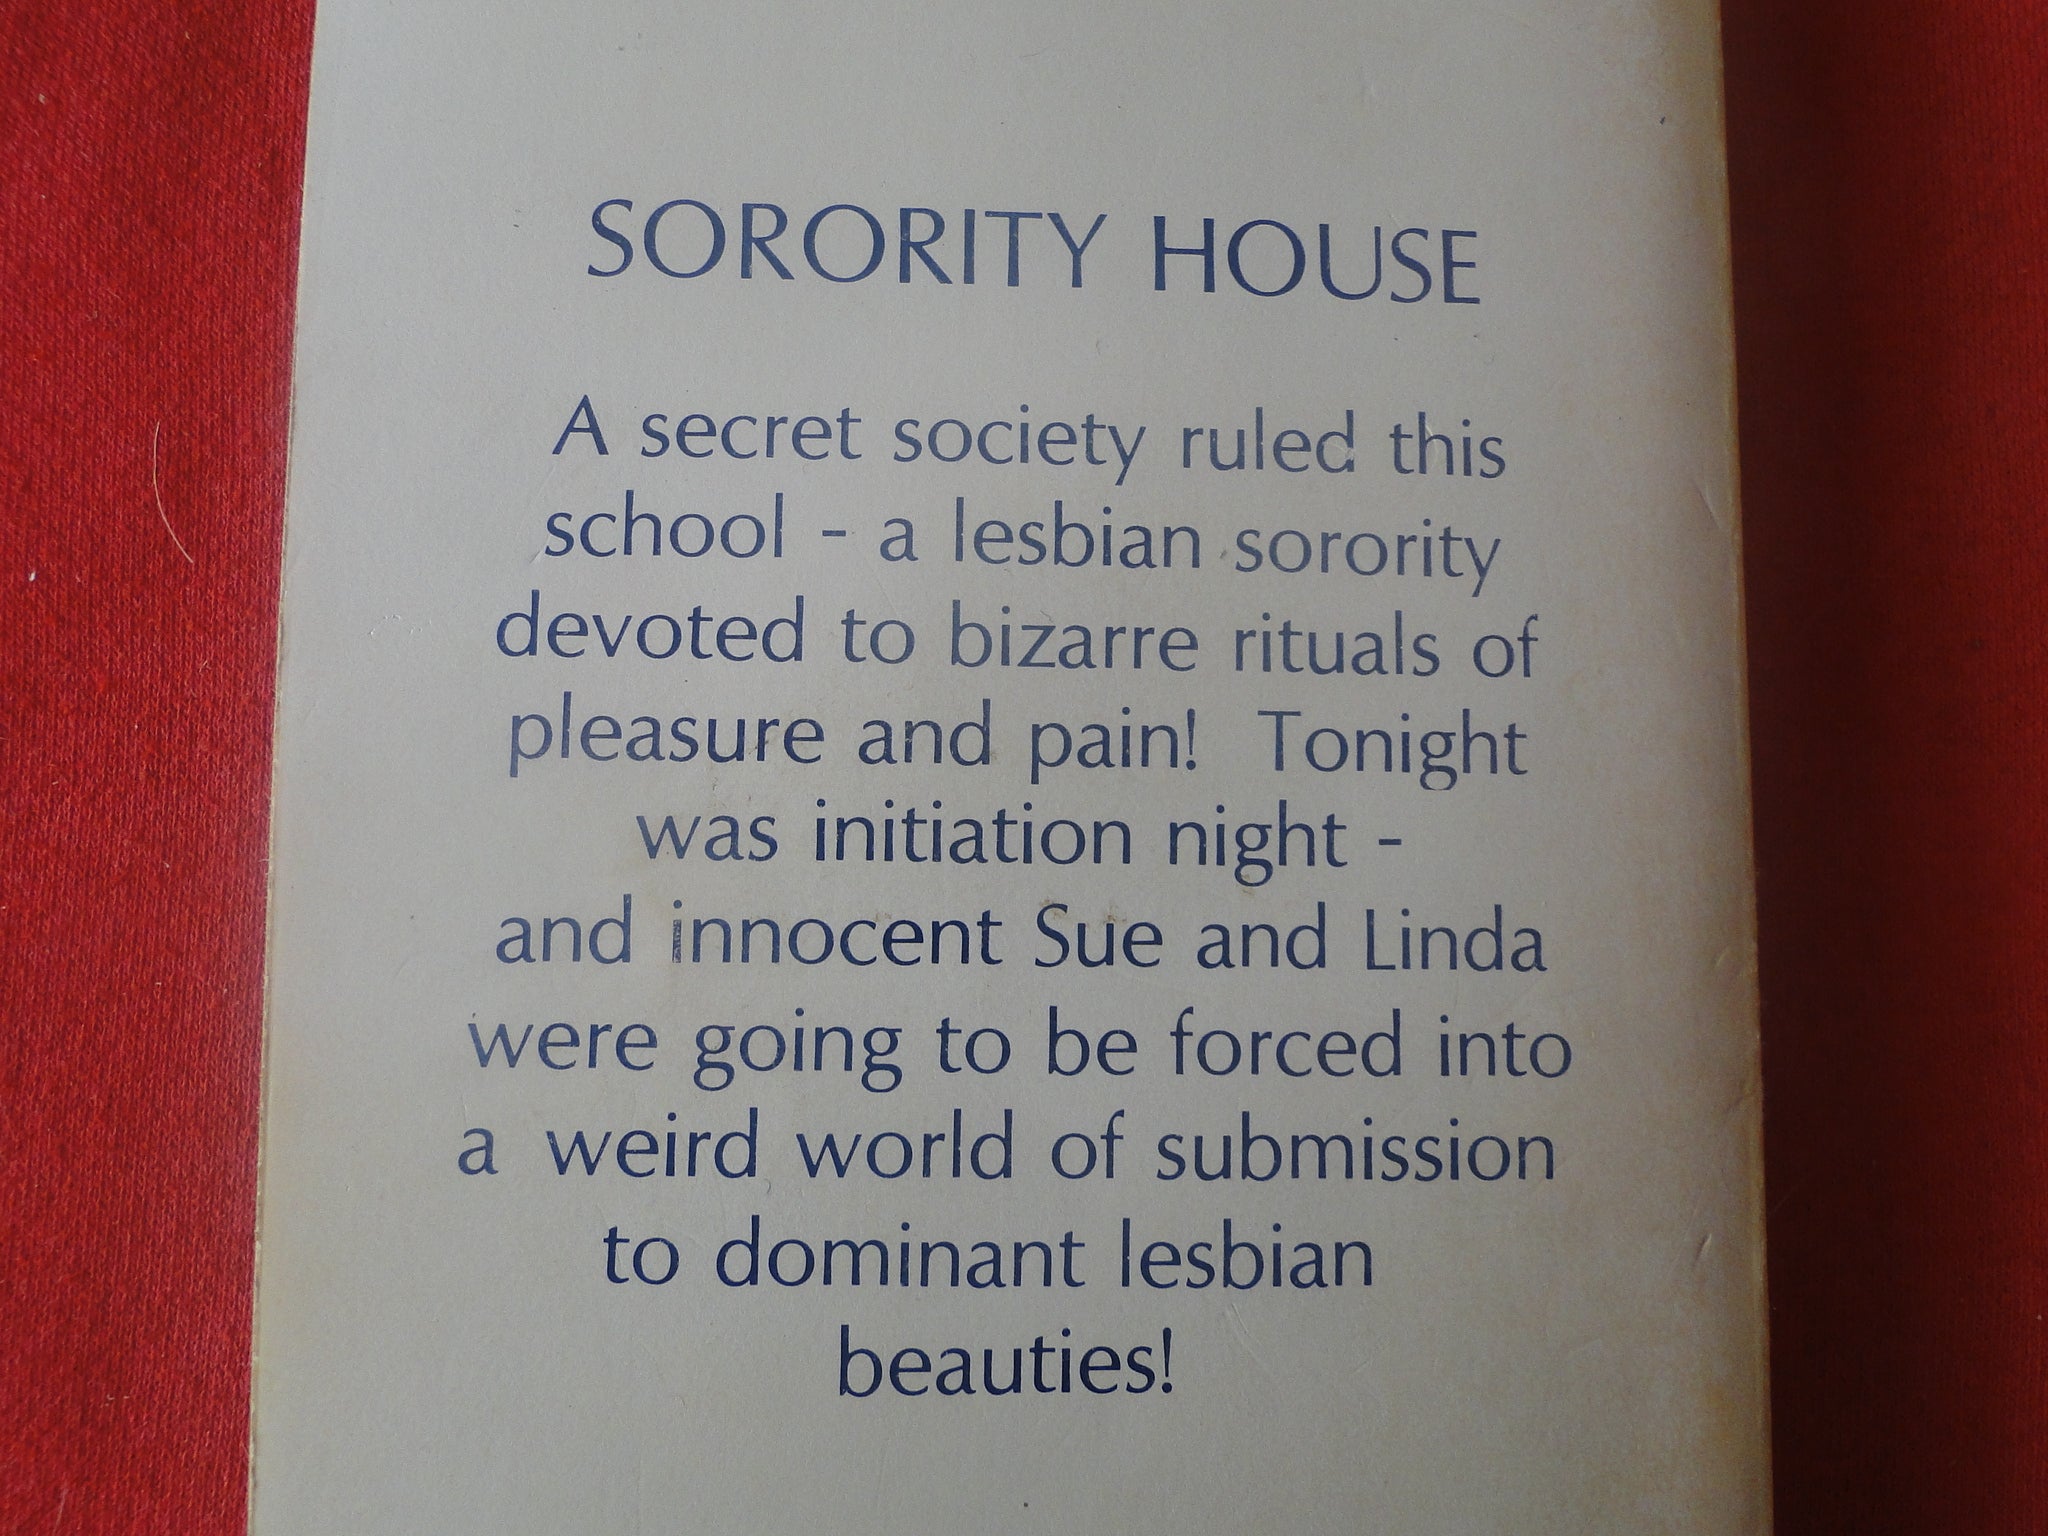 SORORITY HOUSE
A secret society ruled this
school - a lesbian sorority
devoted to bizarre rituals of
pleasure and pain! Tonight
was initiation night -
and innocent Sue and Linda
were going to be forced into
a weird world of submission
to dominant lesbian
beauties!